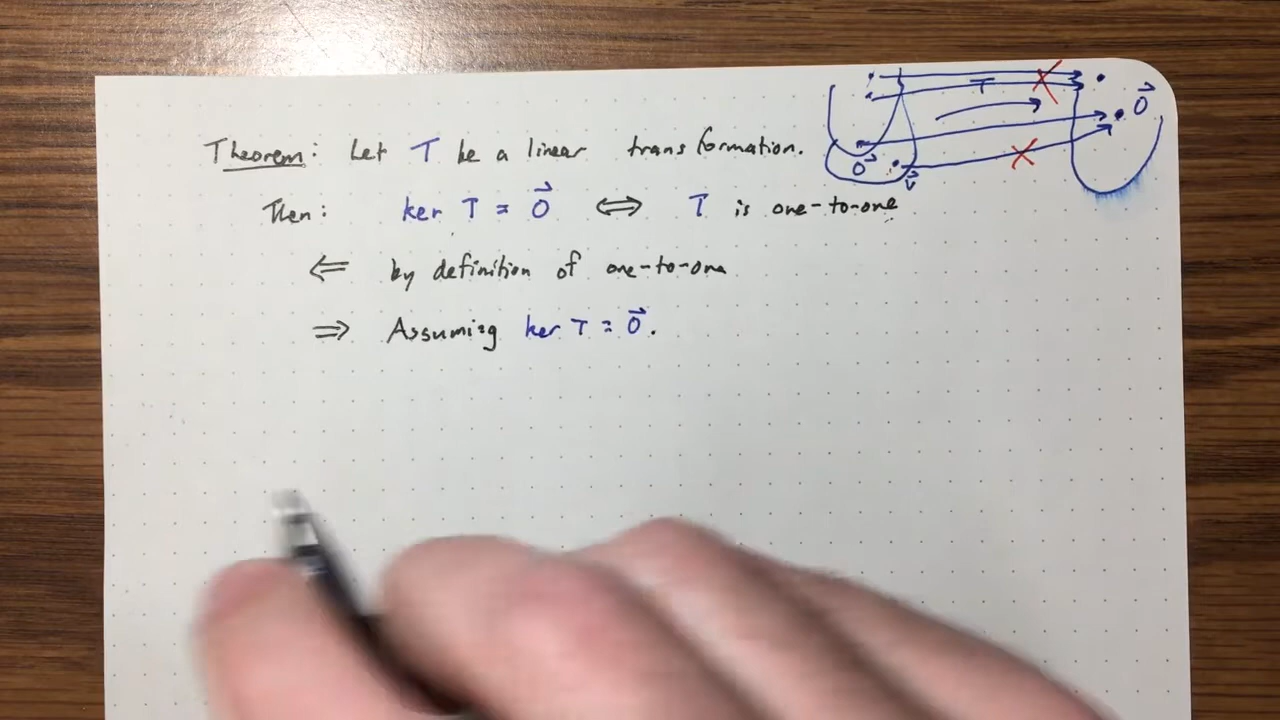 Theorem: Let T be a linear transformation.
Then: ker T = 0⃗ ⟺ T is one-to-one
⟸ by definition of one-to-one
⟹ Assuming ker T = 0⃗.
T
0⃗
0⃗
v⃗